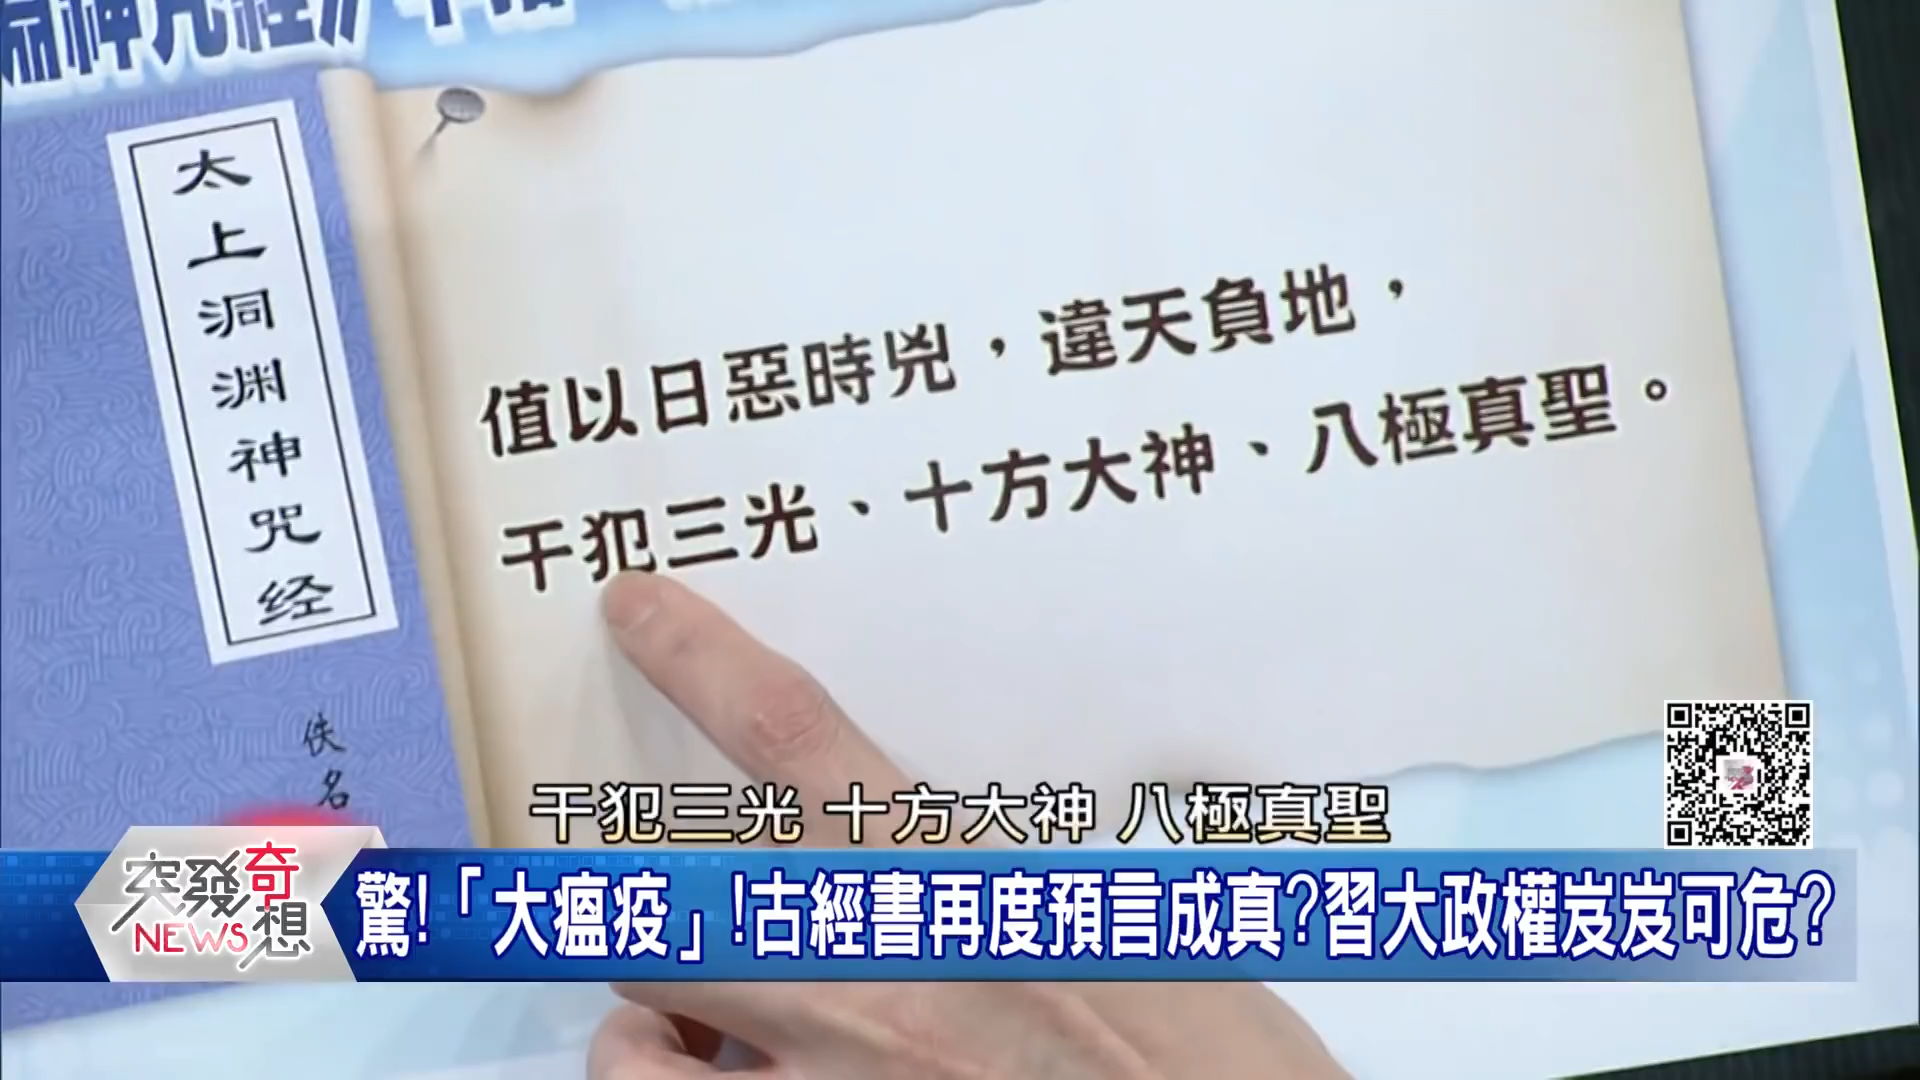 太上洞渊神咒经
佚名
值以日惡時兇，違天負地，
干犯三光、十方大神、八極真聖。
干犯三光 十方大神 八極真聖
突發奇想
NEWS
驚!「大瘟疫」!古經書再度預言成真?習大政權岌岌可危?